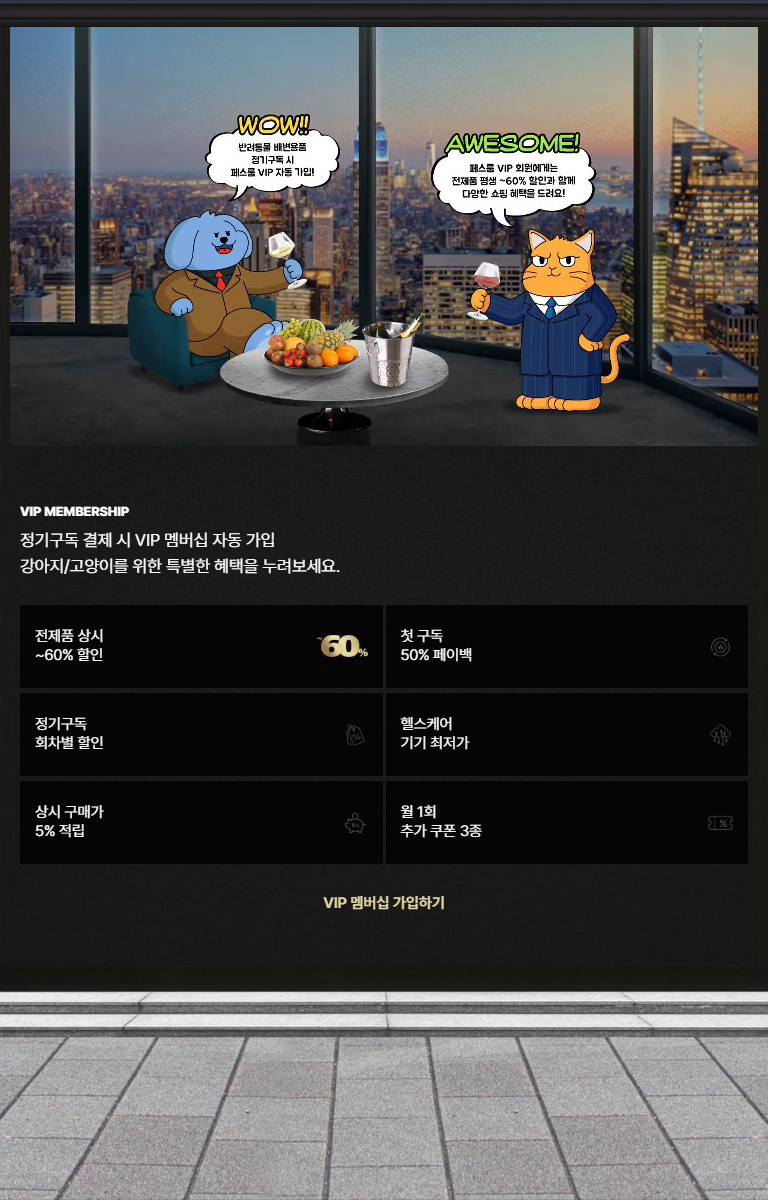 WOW!!
반려동물 배변용품
정기구독 시
페스룸 VIP 자동 가입!
AWESOME!
페스룸 VIP 회원에게는
전제품 평생 ~60% 할인과 함께
다양한 쇼핑 혜택을 드려요!
VIP MEMBERSHIP
정기구독 결제 시 VIP 멤버십 자동 가입
강아지/고양이를 위한 특별한 혜택을 누려보세요.
전제품 상시
~60% 할인
~60%
첫 구독
50% 페이백
정기구독
회차별 할인
%
헬스케어
기기 최저가
상시 구매가
5% 적립
5%
월 1회
추가 쿠폰 3종
%
VIP 멤버십 가입하기